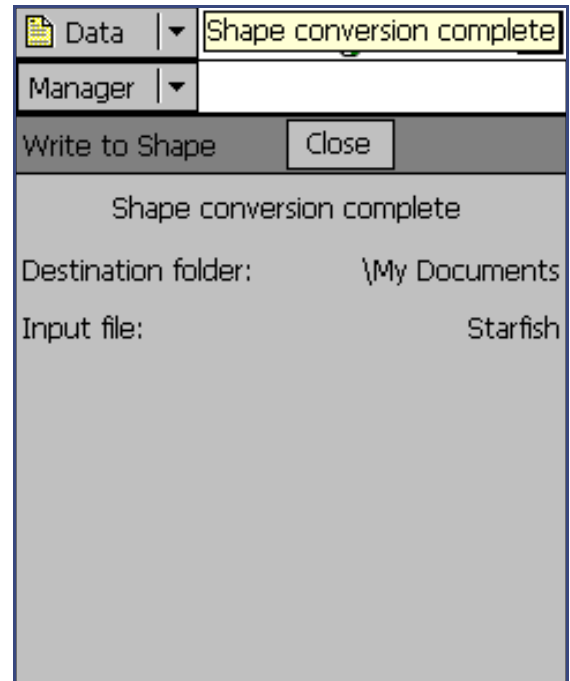 Data Shape conversion complete
Manager
Write to Shape Close
Shape conversion complete
Destination folder: \My Documents
Input file: Starfish